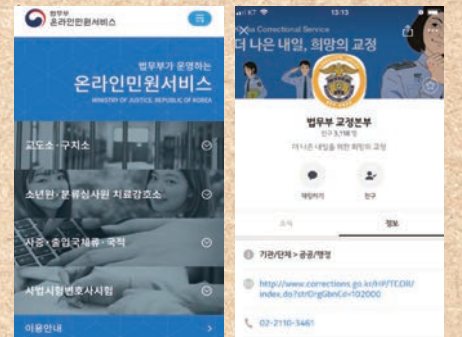 법무부
온라인민원서비스
법무부가 운영하는
온라인민원서비스
MINISTRY OF JUSTICE, REPUBLIC OF KOREA
교도소·구치소
소년원·분류심사원 치료감호소
사증·출입국체류·국적
사법시험변호사시험
이용안내
KT
13:13
Korea Correctional Service
더 나은 내일, 희망의 교정
법무부 교정본부
친구 3,198 명
더 나은 내일을 위한 희망의 교정
채팅하기
친구
소식
정보
기관/단체 > 공공/행정
http://www.corrections.go.kr/HP/TCOR/
index.do?strOrgGbnCd=102000
02-2110-3461